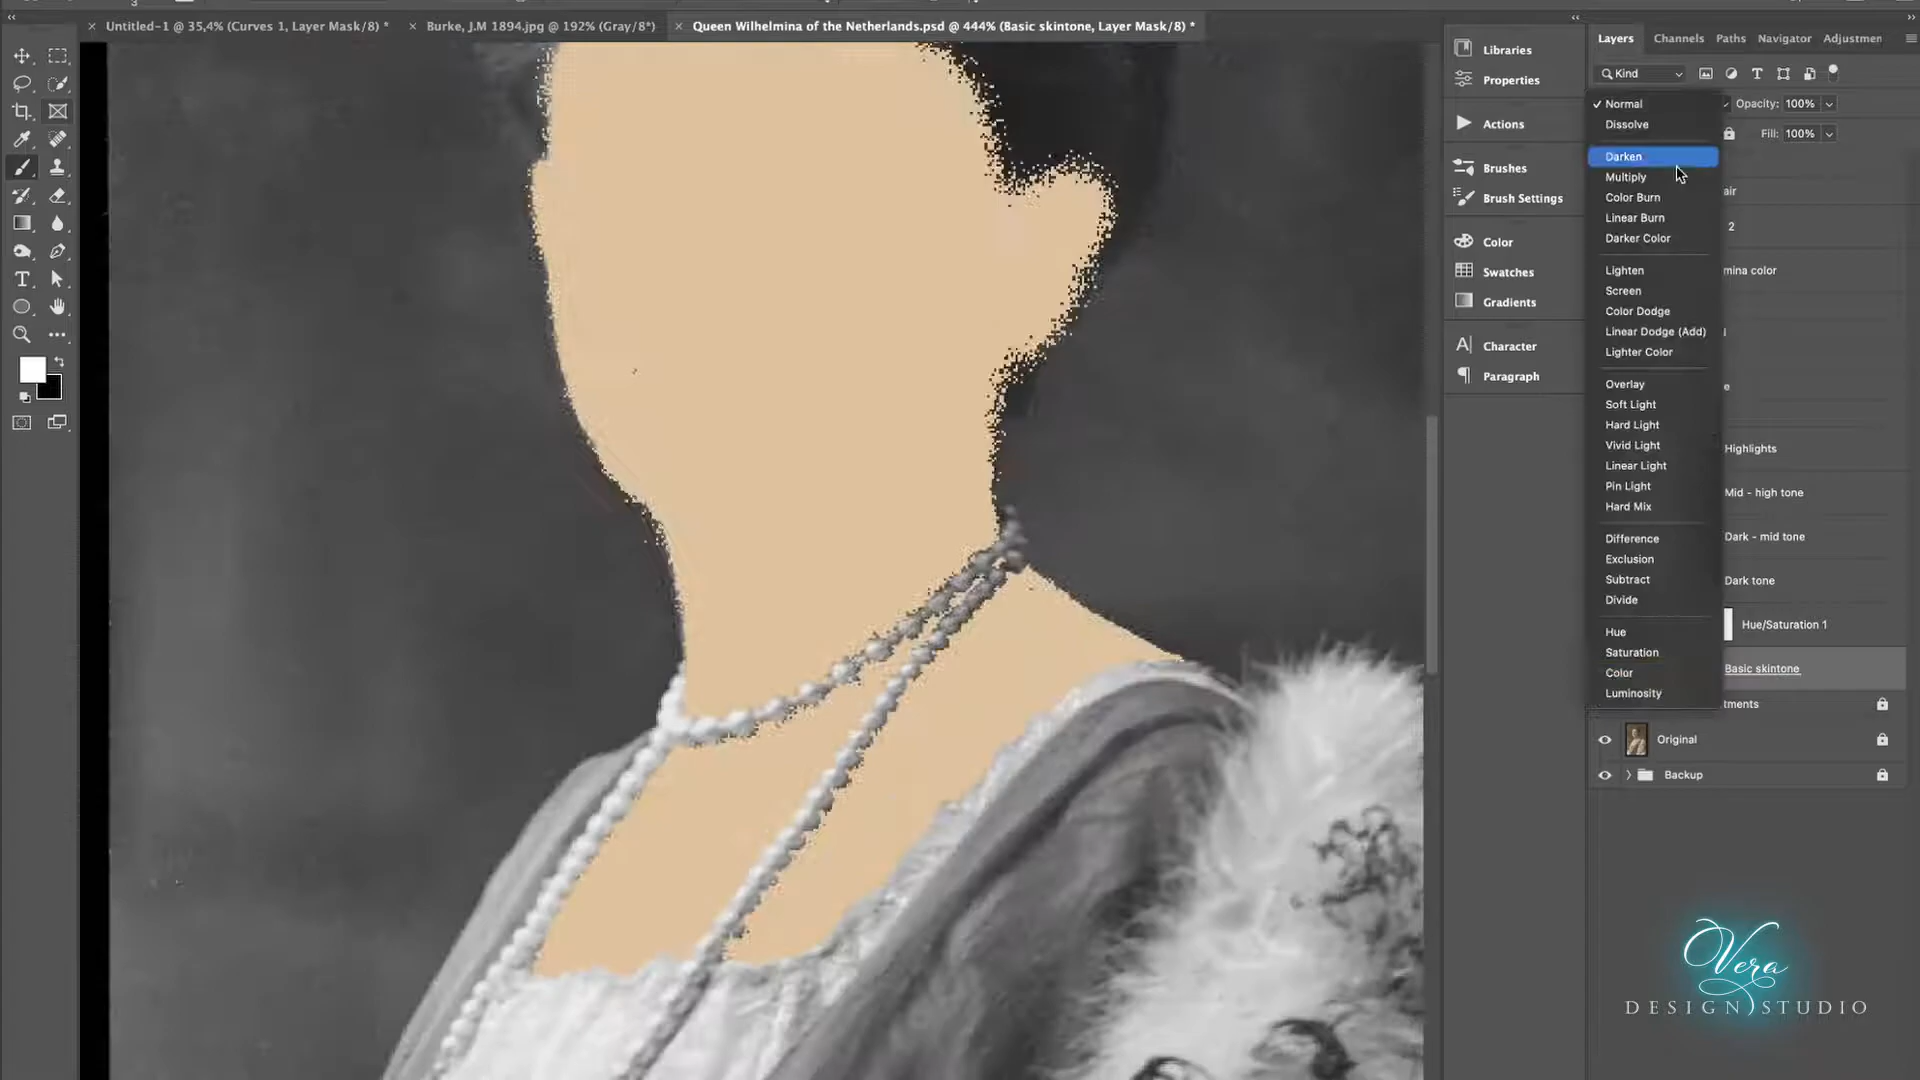 Untitled-1 @ 35,4% (Curves 1, Layer Mask/8) *
Burke, J.M 1894.jpg @ 192% (Gray/8*)
Queen Wilhelmina of the Netherlands.psd @ 444% (Basic skintone, Layer Mask/8) *
Libraries
Properties
Actions
Brushes
Brush Settings
Color
Swatches
Gradients
Character
Paragraph
Layers
Channels
Paths
Navigator
Adjustmen
Kind
Opacity: 100%
Fill: 100%
Normal
Dissolve
Darken
Multiply
Color Burn
Linear Burn
Darker Color
Lighten
Screen
Color Dodge
Linear Dodge (Add)
Lighter Color
Overlay
Soft Light
Hard Light
Vivid Light
Linear Light
Pin Light
Hard Mix
Difference
Exclusion
Subtract
Divide
Hue
Saturation
Color
Luminosity
air
2
mina color
e
Highlights
Mid - high tone
Dark - mid tone
Dark tone
Hue/Saturation 1
Basic skintone
tments
Original
Backup
Vera
DESIGN STUDIO